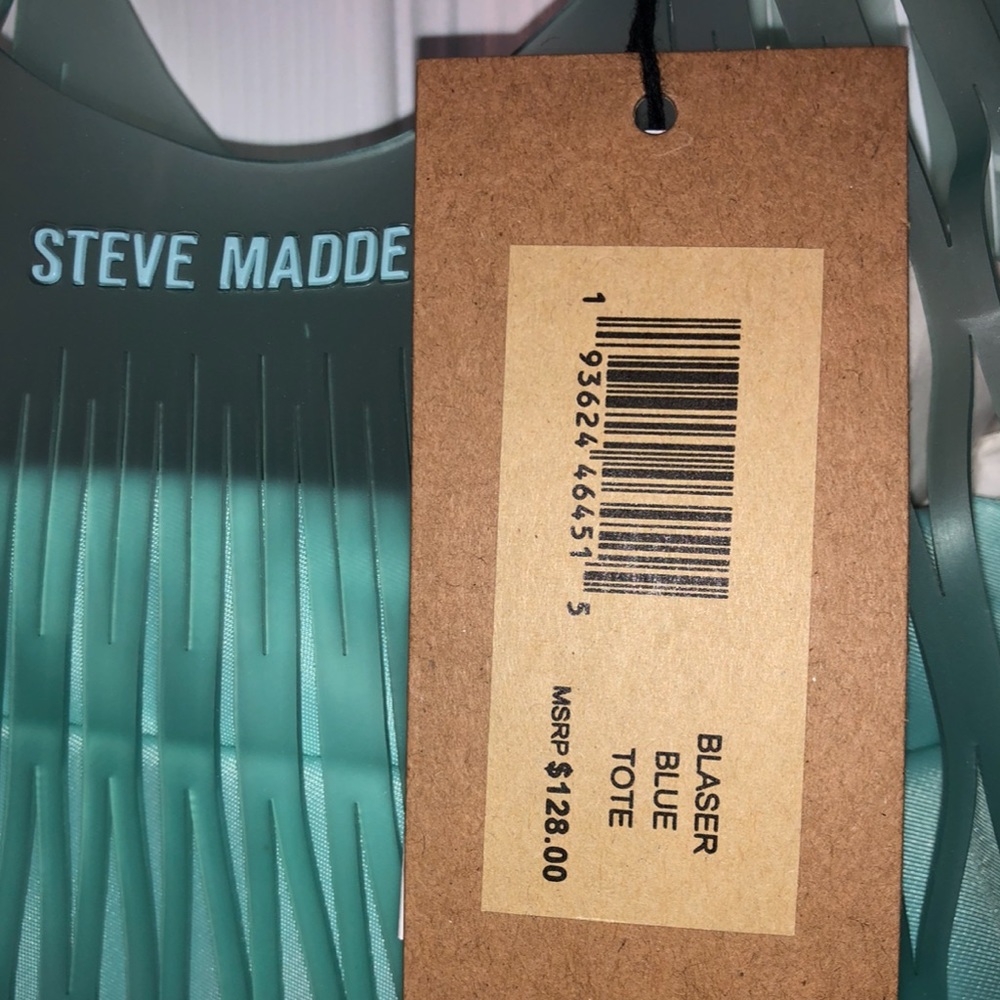 STEVE MADDE
1 93624 46451 5
BLASER
BLUE
TOTE
MSRP $128.00